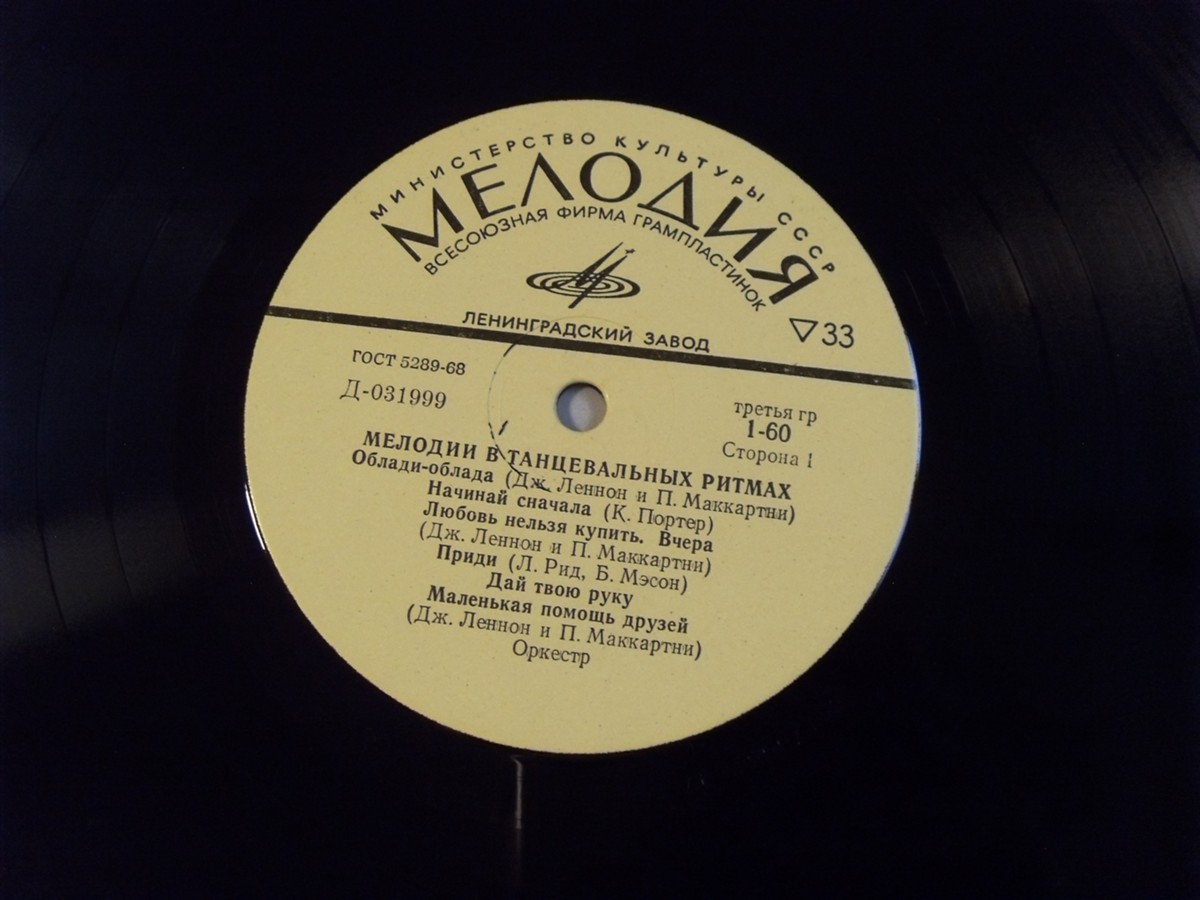 МИНИСТЕРСТВО КУЛЬТУРЫ СССР
МЕЛОДИЯ
ВСЕСОЮЗНАЯ ФИРМА ГРАМПЛАСТИНОК
ЛЕНИНГРАДСКИЙ ЗАВОД
▽33
ГОСТ 5289-68
Д-031999
третья гр
1-60
Сторона 1
МЕЛОДИИ В ТАНЦЕВАЛЬНЫХ РИТМАХ
Облади-облада (Дж. Леннон и П. Маккартни)
Начинай сначала (К. Портер)
Любовь нельзя купить. Вчера
(Дж. Леннон и П. Маккартни)
Приди (Л. Рид, Б. Мэсон)
Дай твою руку
Маленькая помощь друзей
(Дж. Леннон и П. Маккартни)
Оркестр